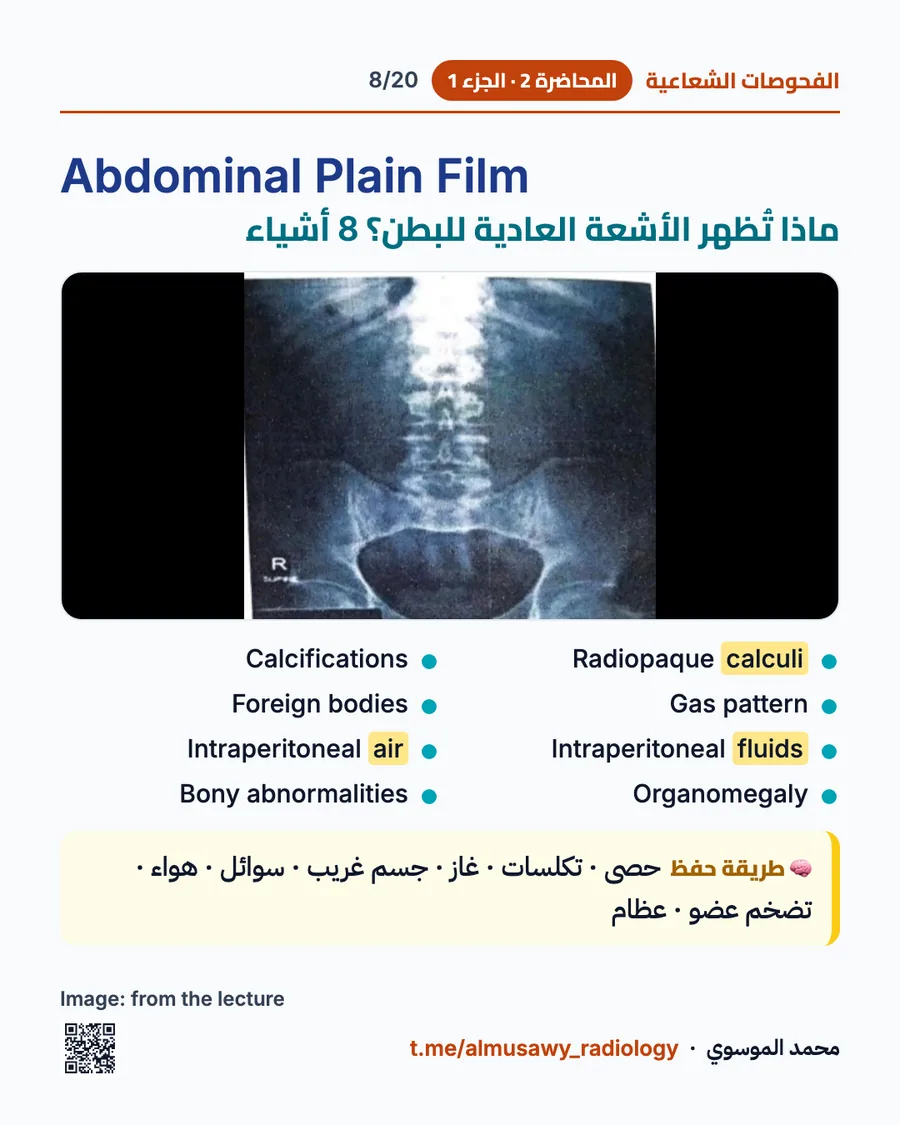 الفحوصات الشعاعية المحاضرة 2 · الجزء 1 8/20
Abdominal Plain Film
ماذا تُظهر الأشعة العادية للبطن؟ 8 أشياء
R
SUPINE
Radiopaque calculi
Calcifications
Gas pattern
Foreign bodies
Intraperitoneal fluids
Intraperitoneal air
Organomegaly
Bony abnormalities
🧠 طريقة حفظ حصى · تكلسات · غاز · جسم غريب · سوائل · هواء ·
تضخم عضو · عظام
Image: from the lecture
محمد الموسوي · t.me/almusawy_radiology